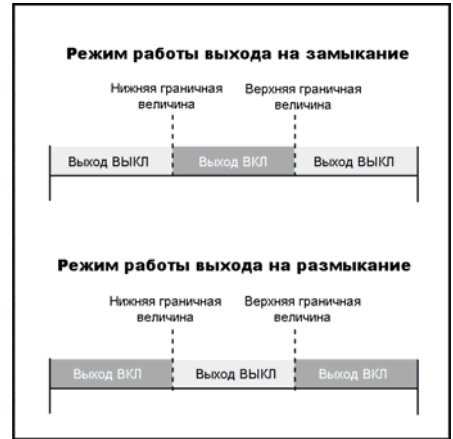 Режим работы выхода на замыкание
Нижняя граничная величина
Верхняя граничная величина
Выход ВЫКЛ
Выход ВКЛ
Выход ВЫКЛ
Режим работы выхода на размыкание
Нижняя граничная величина
Верхняя граничная величина
Выход ВКЛ
Выход ВЫКЛ
Выход ВКЛ